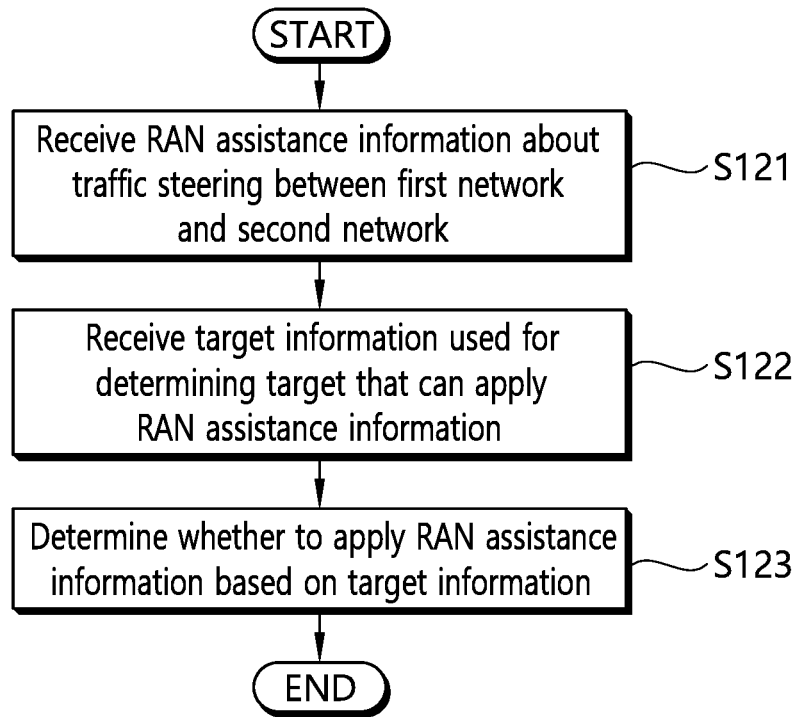 START
Receive RAN assistance information about
traffic steering between first network
and second network
S121
Receive target information used for
determining target that can apply
RAN assistance information
S122
Determine whether to apply RAN assistance
information based on target information
S123
END